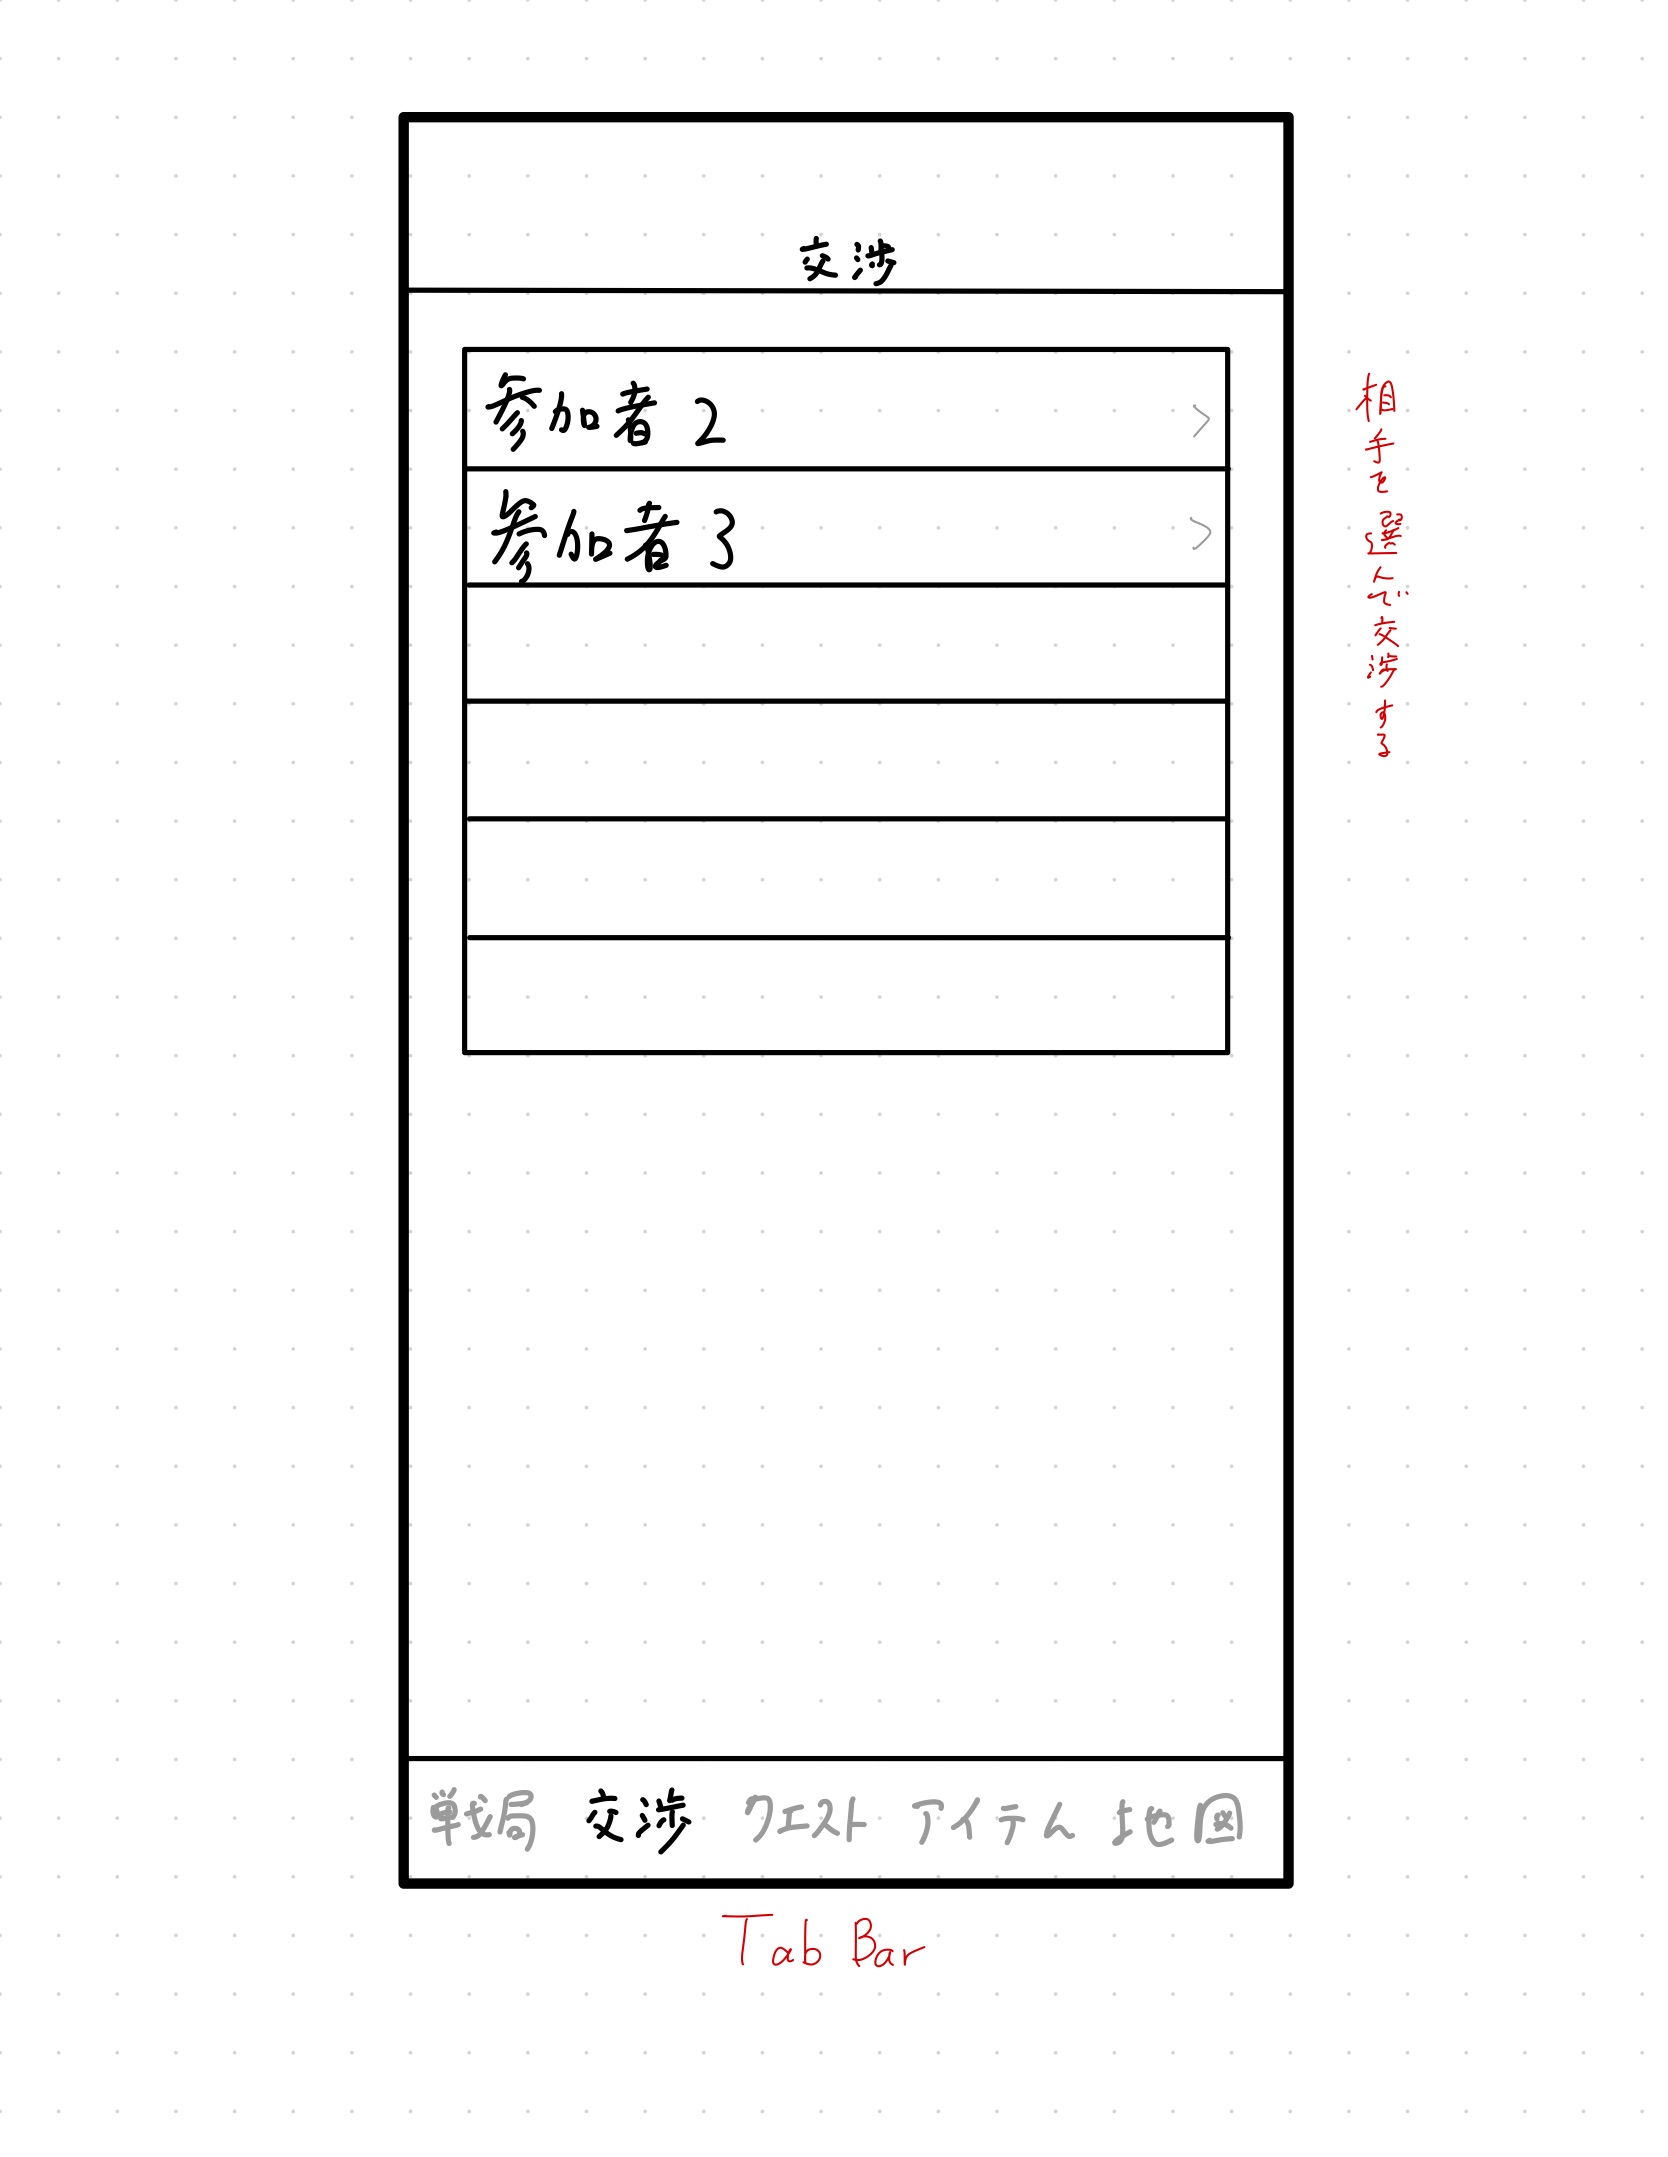 交渉
参加者 2 >
参加者 3 >
相手を選んで交渉する
戦局 交渉 クエスト アイテム 地図
Tab Bar